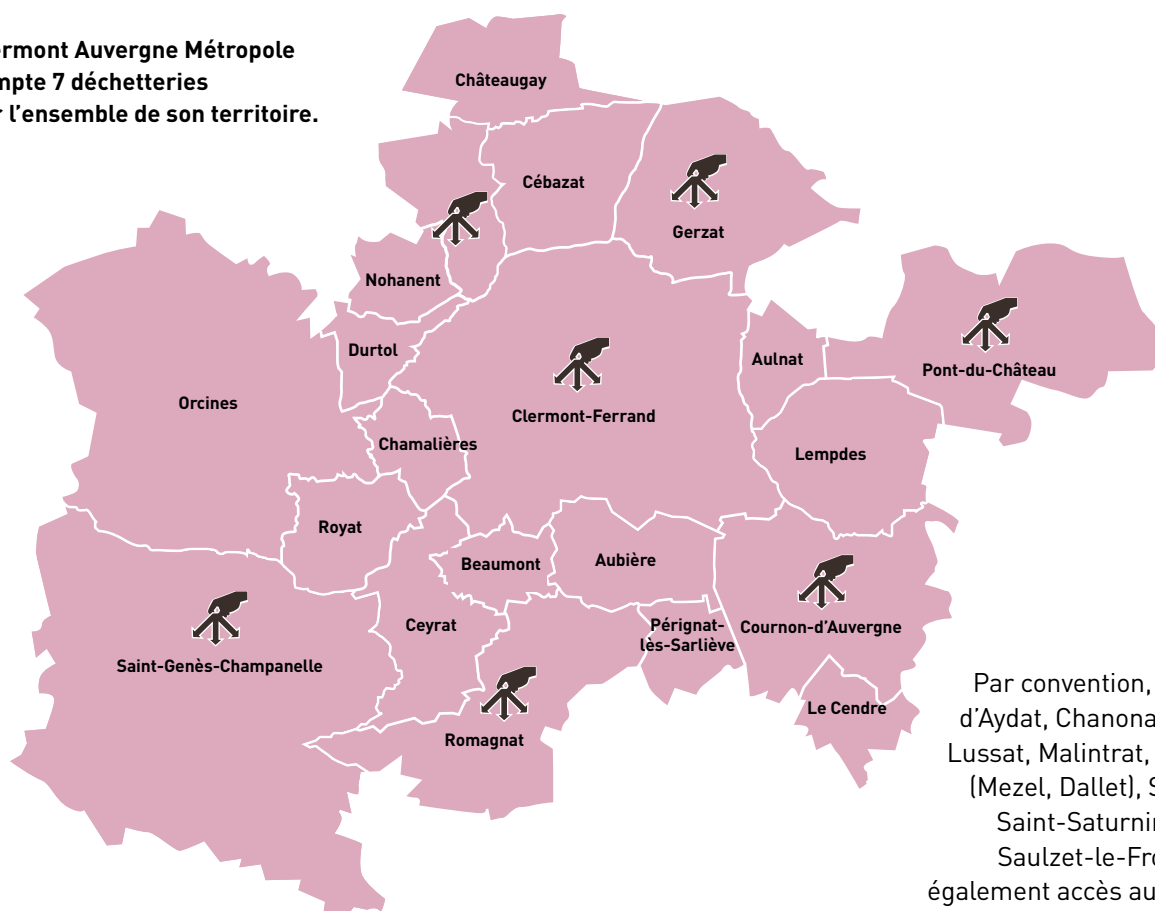 ermont Auvergne Métropole
mpte 7 déchetteries
r l'ensemble de son territoire.
Châteaugay
Cébazat
Gerzat
Nohanent
Durtol
Aulnat
Pont-du-Château
Orcines
Clermont-Ferrand
Chamalières
Lempdes
Royat
Beaumont
Aubière
Ceyrat
Pérignat-
lès-Sarliève
Cournon-d'Auvergne
Saint-Genès-Champanelle
Le Cendre
Romagnat
Par convention,
d'Aydat, Chanona
Lussat, Malintrat,
(Mezel, Dallet), S
Saint-Saturnin
Saulzet-le-Fro
également accès au